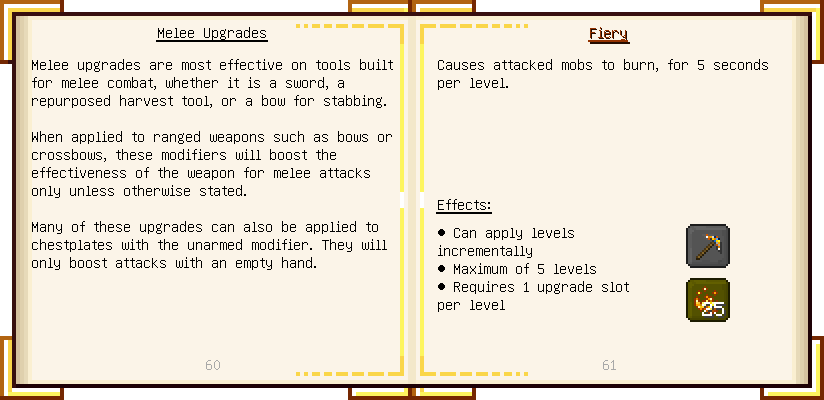 Melee Upgrades
Melee upgrades are most effective on tools built
for melee combat, whether it is a sword, a
repurposed harvest tool, or a bow for stabbing.
When applied to ranged weapons such as bows or
crossbows, these modifiers will boost the
effectiveness of the weapon for melee attacks
only unless otherwise stated.
Many of these upgrades can also be applied to
chestplates with the unarmed modifier. They will
only boost attacks with an empty hand.
60
Fiery
Causes attacked mobs to burn, for 5 seconds
per level.
Effects:
● Can apply levels
incrementally
● Maximum of 5 levels
● Requires 1 upgrade slot
per level
25
61